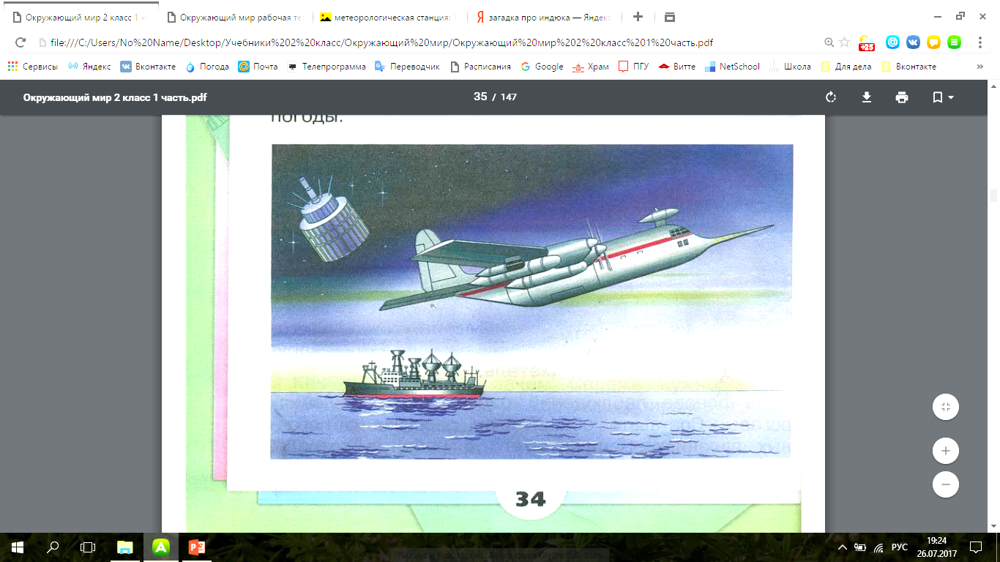 Окружающий мир 2 класс 1 ч
Окружающий мир рабочая те
метеорологическая станция:
загадка про индюка — Яндекс
file:///C:/Users/No%20Name/Desktop/Учебники%202%20класс/Окружающий%20мир/Окружающий%20мир%202%20класс%201%20часть.pdf
+25
Сервисы Яндекс Вконтакте Погода Почта Телепрограмма Переводчик Расписания Google Храм ПГУ Витте NetSchool Школа Для дела Вконтакте »
Окружающий мир 2 класс 1 часть.pdf
35 / 147
погоды.
34
РУС
19:24
26.07.2017